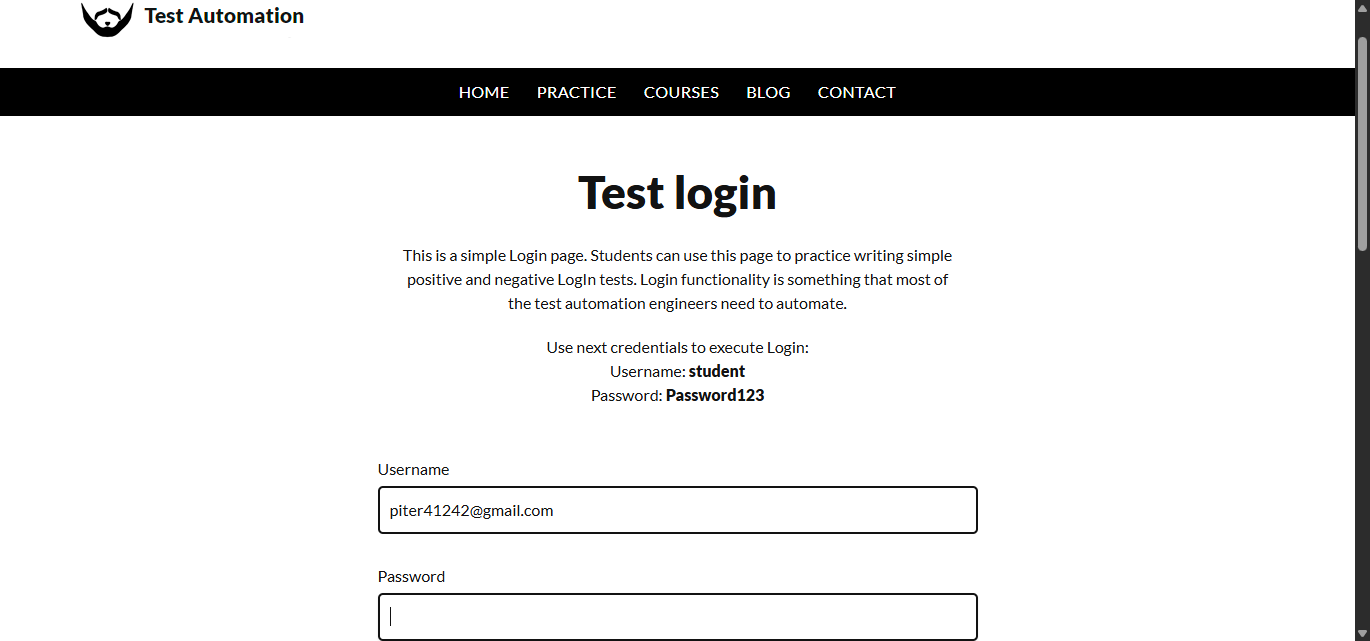 Test Automation
HOME PRACTICE COURSES BLOG CONTACT
Test login
This is a simple Login page. Students can use this page to practice writing simple
positive and negative LogIn tests. Login functionality is something that most of
the test automation engineers need to automate.
Use next credentials to execute Login:
Username: student
Password: Password123
Username
piter41242@gmail.com
Password